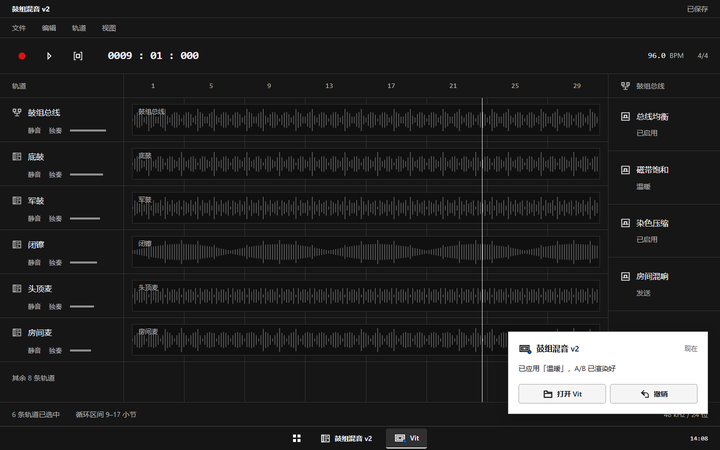 鼓组混音 v2
已保存
文件 编辑 轨道 视图
0009 : 01 : 000
96.0 BPM 4/4
轨道
1 5 9 13 17 21 25 29
鼓组总线
鼓组总线
静音 独奏
鼓组总线
总线均衡
已启用
底鼓
静音 独奏
底鼓
磁带饱和
温暖
军鼓
静音 独奏
军鼓
染色压缩
已启用
闭镲
静音 独奏
闭镲
房间混响
发送
头顶麦
静音 独奏
头顶麦
房间麦
静音 独奏
房间麦
其余 8 条轨道
鼓组混音 v2
现在
已应用「温暖」，A/B 已渲染好
打开 Vit
撤销
6 条轨道已选中 循环区间 9–17 小节
48 kHz / 24 位
鼓组混音 v2
Vit
14:08